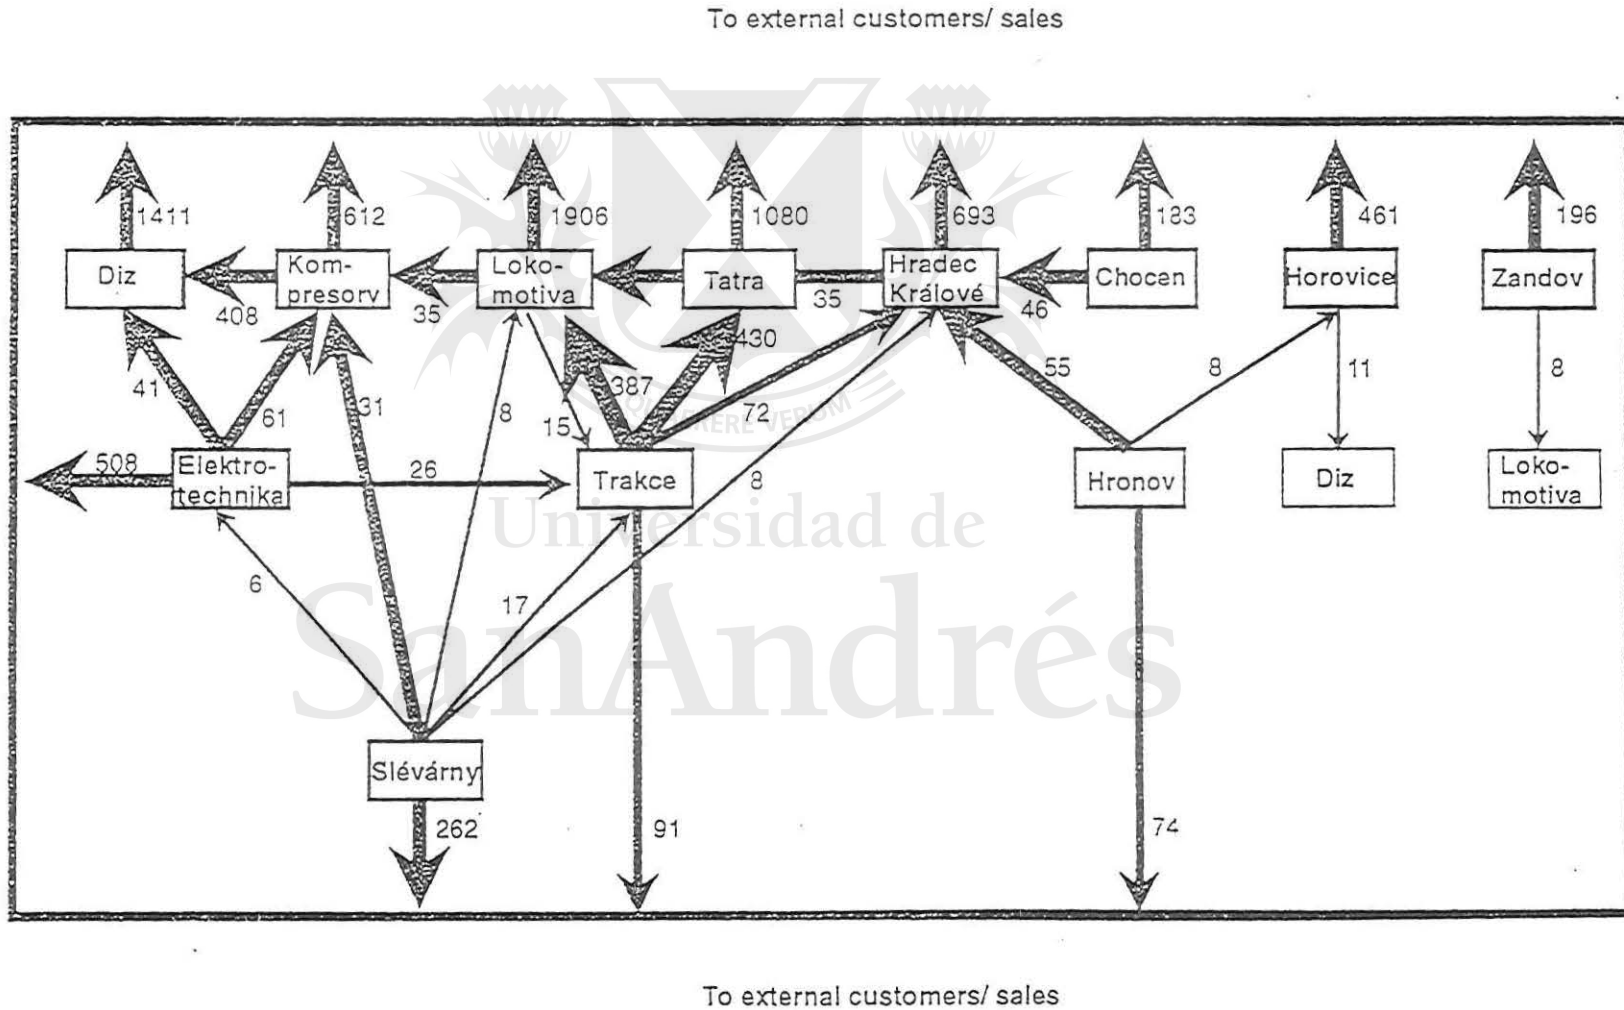 To external customers/ sales
1411
612
1906
1080
693
183
461
196
Diz
Kom-
presorv
Loko-
motiva
Tatra
Hradec
Králové
Chocen
Horovice
Zandov
408
35
35
46
41
61
31
8
15
387
430
72
55
8
11
8
QUAERERE VERUM
508
Elektro-
technika
26
Trakce
8
Hronov
Diz
Loko-
motiva
Universidad de
SanAndrés
6
17
Slévárny
262
91
74
To external customers/ sales